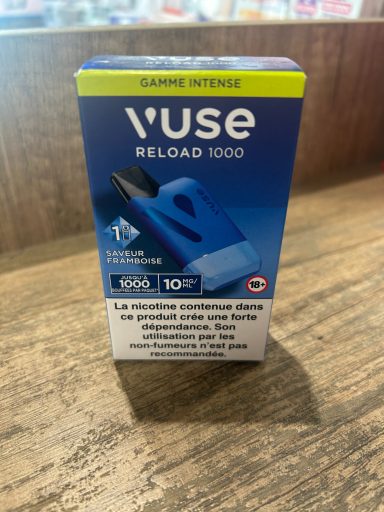 GAMME INTENSE
VUSE
RELOAD 1000
VUSE
1
SAVEUR
FRAMBOISE
JUSQU'À
1000
BOUFFÉES PAR PAQUET*
10 MG/
ML
18+
La nicotine contenue dans
ce produit crée une forte
dépendance. Son
utilisation par les
non-fumeurs n'est pas
recommandée.